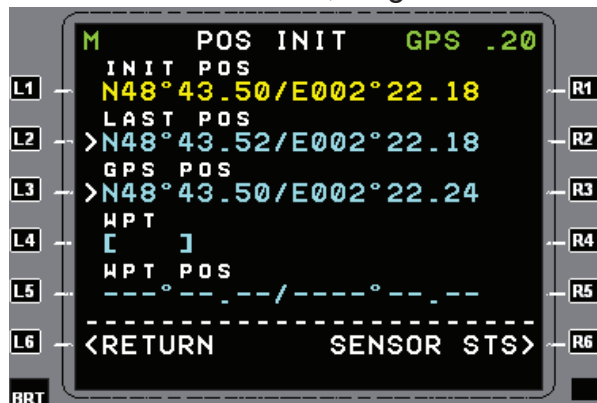 M POS INIT GPS .20
INIT POS
L1 N48°43.50/E002°22.18 R1
LAST POS
L2 >N48°43.52/E002°22.18 R2
GPS POS
L3 >N48°43.50/E002°22.24 R3
WPT
L4 [ ] R4
WPT POS
L5 ---°--.--/----°--.-- R5
L6 <RETURN SENSOR STS> R6
BRT